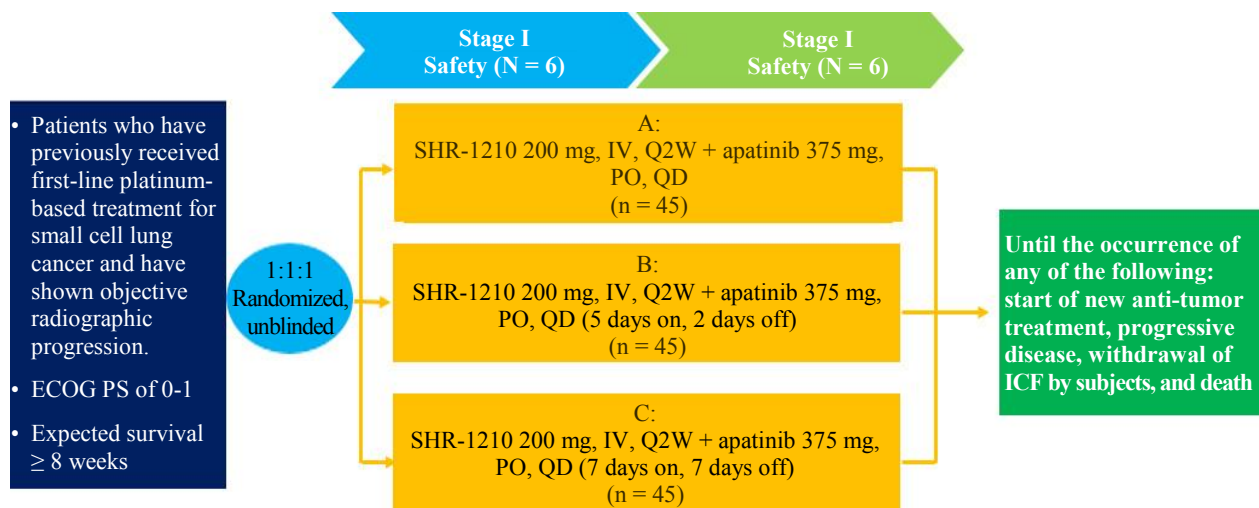 Stage I
Safety (N = 6)
Stage I
Safety (N = 6)
• Patients who have
previously received
first-line platinum-
based treatment for
small cell lung
cancer and have
shown objective
radiographic
progression.
• ECOG PS of 0-1
• Expected survival
≥ 8 weeks
1:1:1
Randomized,
unblinded
A:
SHR-1210 200 mg, IV, Q2W + apatinib 375 mg,
PO, QD
(n = 45)
B:
SHR-1210 200 mg, IV, Q2W + apatinib 375 mg,
PO, QD (5 days on, 2 days off)
(n = 45)
C:
SHR-1210 200 mg, IV, Q2W + apatinib 375 mg,
PO, QD (7 days on, 7 days off)
(n = 45)
Until the occurrence of
any of the following:
start of new anti-tumor
treatment, progressive
disease, withdrawal of
ICF by subjects, and death